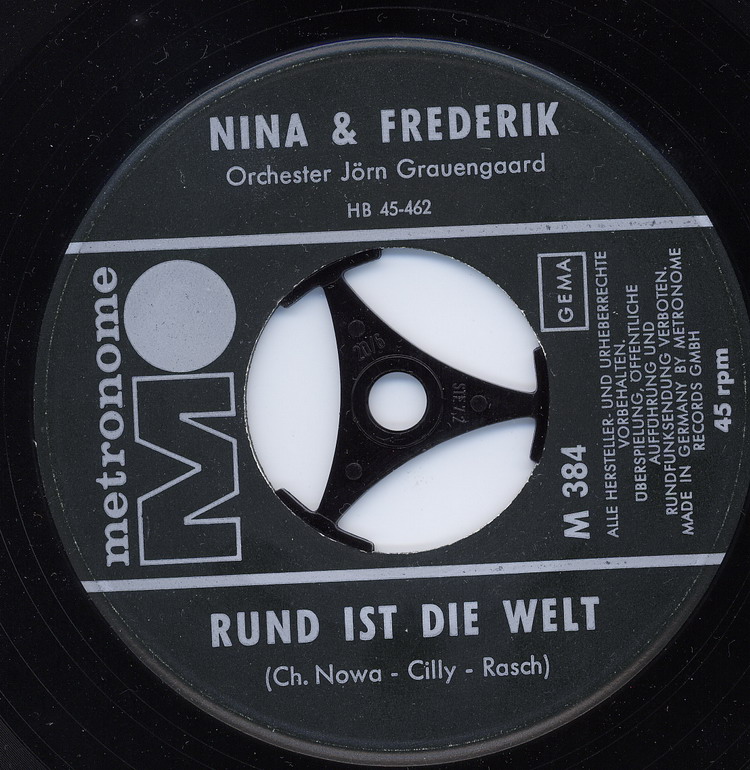 NINA & FREDERIK
Orchester Jörn Grauengaard
HB 45-462
metronome
M
GEMA
M 384
ALLE HERSTELLER- UND URHEBERRECHTE
VORBEHALTEN.
ÜBERSPIELUNG, ÖFFENTLICHE
AUFFÜHRUNG UND
RUNDFUNKSENDUNG VERBOTEN.
MADE IN GERMANY BY METRONOME
RECORDS GMBH
45 rpm
RUND IST DIE WELT
(Ch. Nowa - Cilly - Rasch)